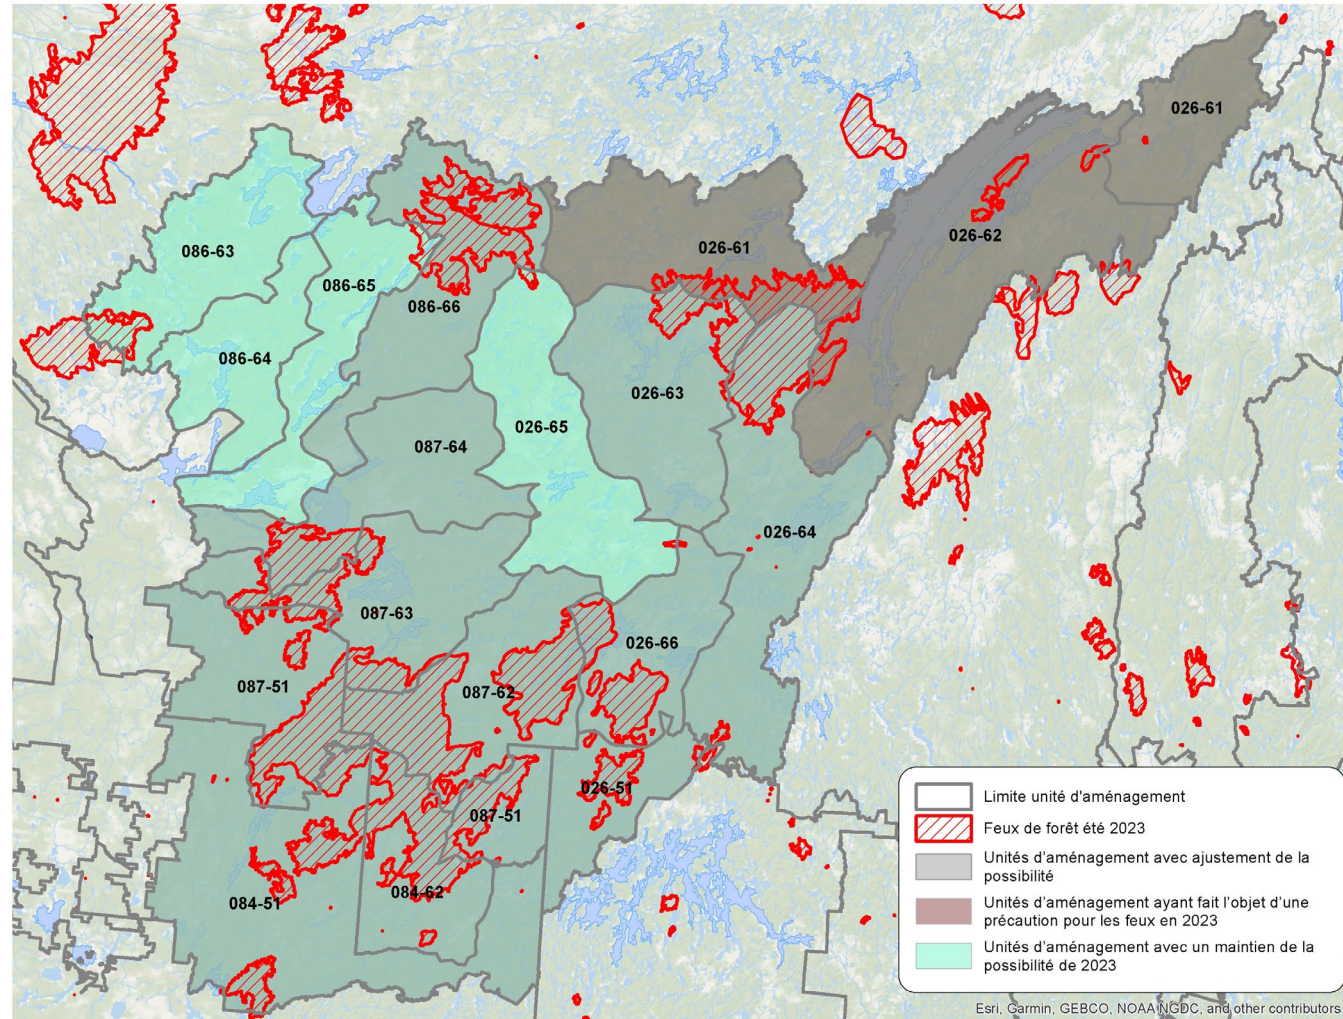 026-61
086-63
026-61
026-62
086-65
086-66
086-64
026-63
026-65
087-64
026-64
087-63
026-66
087-51
087-62
026-51
087-51
084-62
084-51
Limite unité d'aménagement
Feux de forêt été 2023
Unités d'aménagement avec ajustement de la
possibilité
Unités d'aménagement ayant fait l'objet d'une
précaution pour les feux en 2023
Unités d'aménagement avec un maintien de la
possibilité de 2023
Esri, Garmin, GEBCO, NOAA NGDC, and other contributors